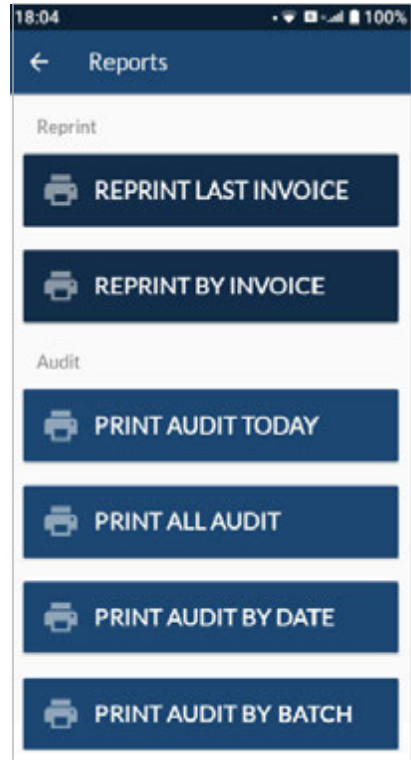 18:04 100%
Reports
Reprint
REPRINT LAST INVOICE
REPRINT BY INVOICE
Audit
PRINT AUDIT TODAY
PRINT ALL AUDIT
PRINT AUDIT BY DATE
PRINT AUDIT BY BATCH